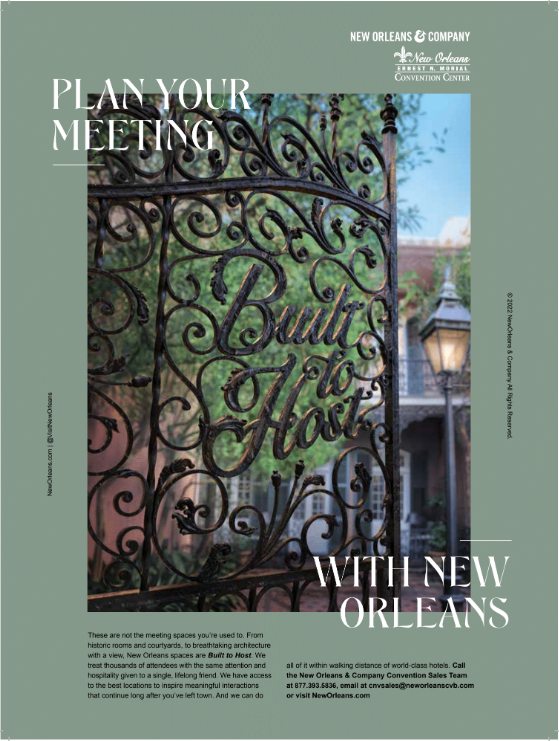 NEW ORLEANS & COMPANY
New Orleans
ERNEST N. MORIAL
CONVENTION CENTER
PLAN YOUR
MEETING
Built
to
Host
© 2022 NewOrleans & Company All Rights Reserved.
NewOrleans.com | @VisitNewOrleans
WITH NEW
ORLEANS
These are not the meeting spaces you're used to. From
historic rooms and courtyards, to breathtaking architecture
with a view, New Orleans spaces are Built to Host. We
treat thousands of attendees with the same attention and
hospitality given to a single, lifelong friend. We have access
to the best locations to inspire meaningful interactions
that continue long after you've left town. And we can do
all of it within walking distance of world-class hotels. Call
the New Orleans & Company Convention Sales Team
at 877.393.5836, email at cnvsales@neworleanscvb.com
or visit NewOrleans.com